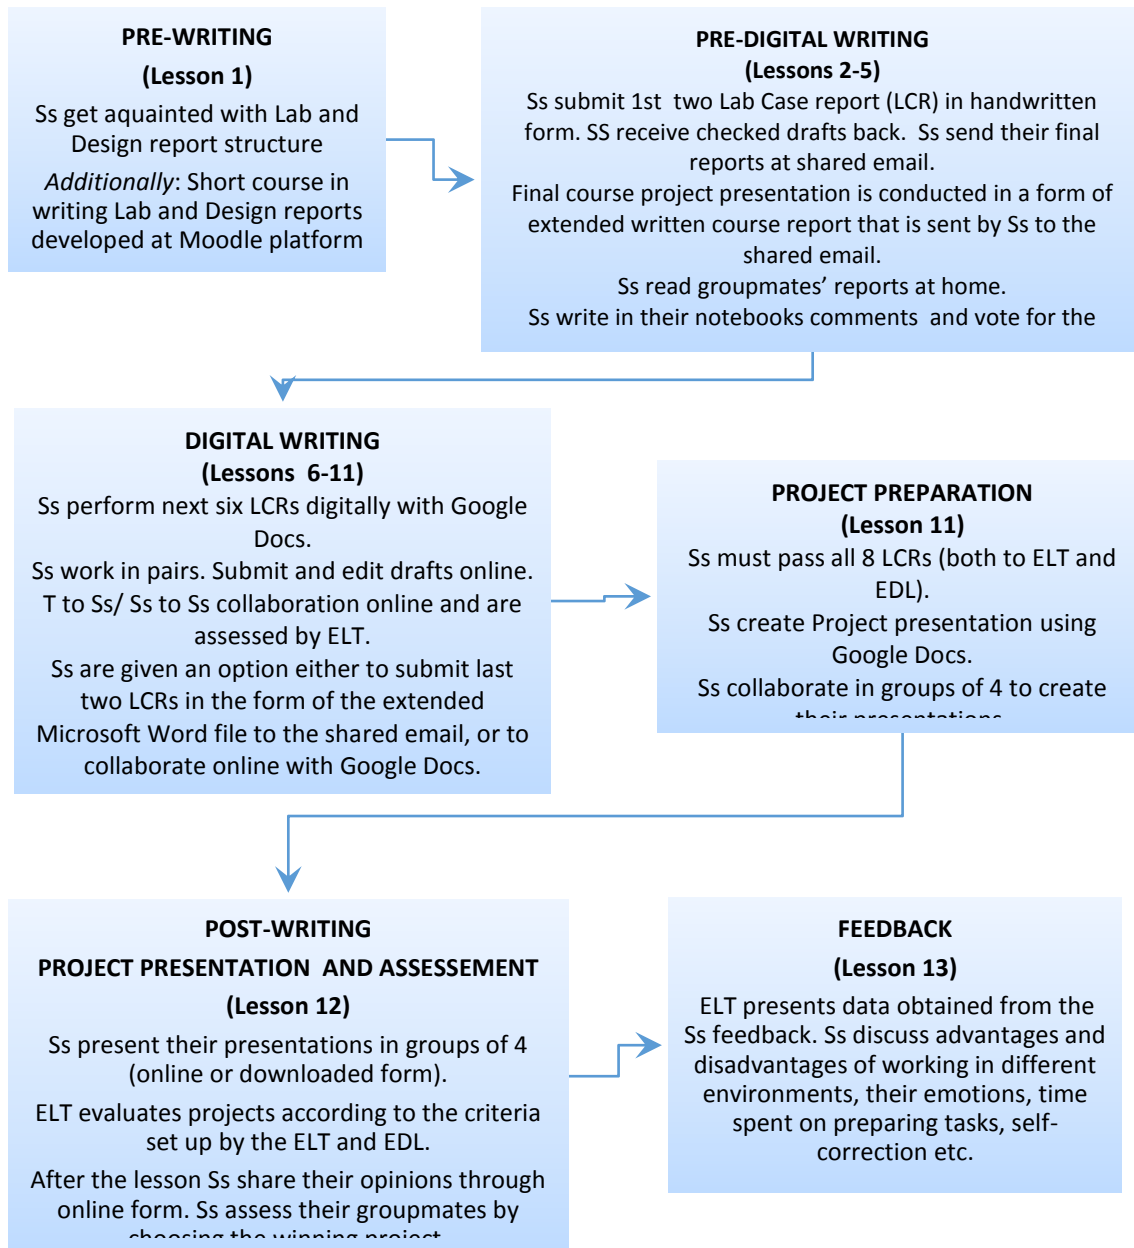 PRE-WRITING
(Lesson 1)
Ss get aquainted with Lab and
Design report structure
Additionally: Short course in
writing Lab and Design reports
developed at Moodle platform
PRE-DIGITAL WRITING
(Lessons 2-5)
Ss submit 1st two Lab Case report (LCR) in handwritten
form. SS receive checked drafts back. Ss send their final
reports at shared email.
Final course project presentation is conducted in a form of
extended written course report that is sent by Ss to the
shared email.
Ss read groupmates’ reports at home.
Ss write in their notebooks comments and vote for the
DIGITAL WRITING
(Lessons 6-11)
Ss perform next six LCRs digitally with Google
Docs.
Ss work in pairs. Submit and edit drafts online.
T to Ss/ Ss to Ss collaboration online and are
assessed by ELT.
Ss are given an option either to submit last
two LCRs in the form of the extended
Microsoft Word file to the shared email, or to
collaborate online with Google Docs.
PROJECT PREPARATION
(Lesson 11)
Ss must pass all 8 LCRs (both to ELT and
EDL).
Ss create Project presentation using
Google Docs.
Ss collaborate in groups of 4 to create
their presentations
POST-WRITING
PROJECT PRESENTATION AND ASSESSEMENT
(Lesson 12)
Ss present their presentations in groups of 4
(online or downloaded form).
ELT evaluates projects according to the criteria
set up by the ELT and EDL.
After the lesson Ss share their opinions through
online form. Ss assess their groupmates by
choosing the winning project
FEEDBACK
(Lesson 13)
ELT presents data obtained from the
Ss feedback. Ss discuss advantages and
disadvantages of working in different
environments, their emotions, time
spent on preparing tasks, self-
correction etc.